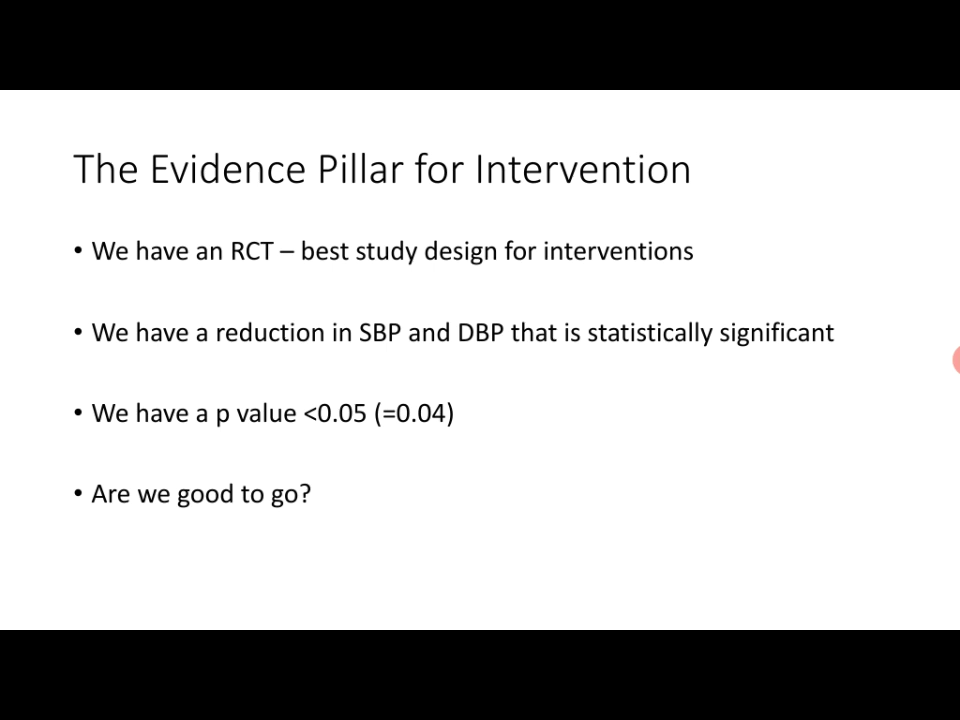 The Evidence Pillar for Intervention
• We have an RCT – best study design for interventions
• We have a reduction in SBP and DBP that is statistically significant
• We have a p value <0.05 (=0.04)
• Are we good to go?